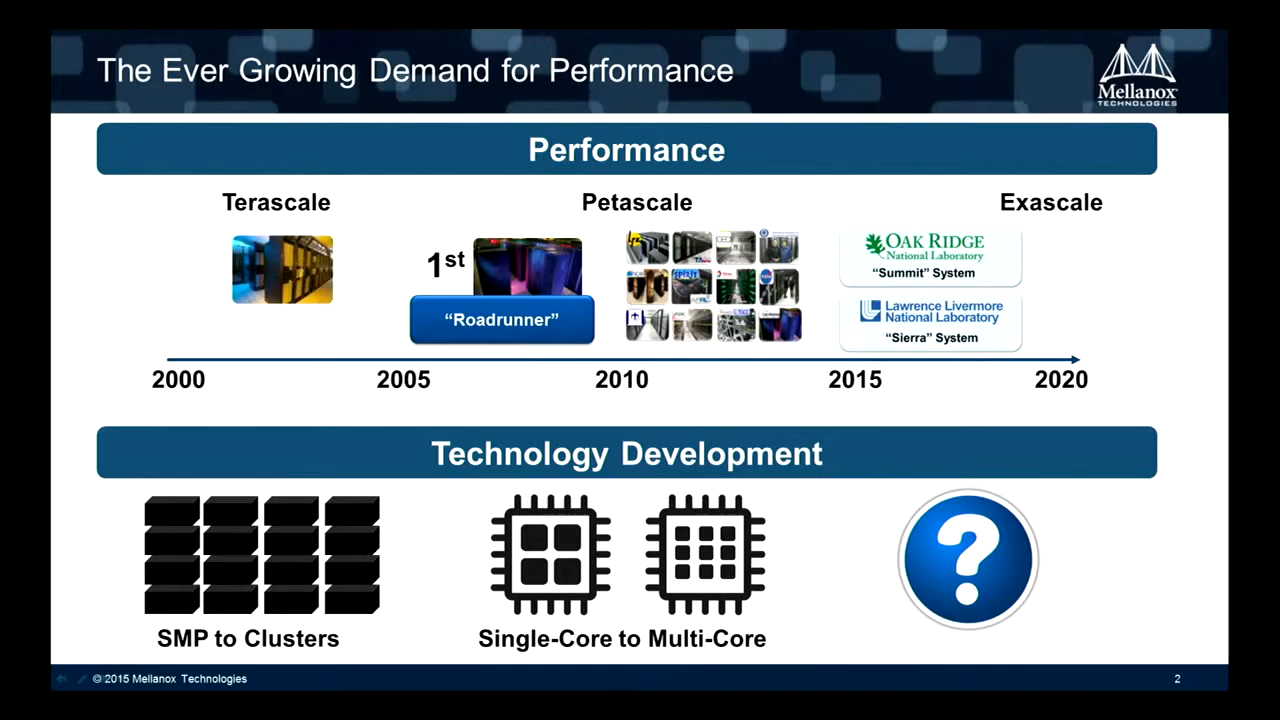 The Ever Growing Demand for Performance
Mellanox
TECHNOLOGIES
Performance
Terascale
Petascale
Exascale
1st
"Roadrunner"
OAK RIDGE
National Laboratory
"Summit" System
Lawrence Livermore
National Laboratory
"Sierra" System
2000
2005
2010
2015
2020
Technology Development
SMP to Clusters
Single-Core to Multi-Core
?
© 2015 Mellanox Technologies
2